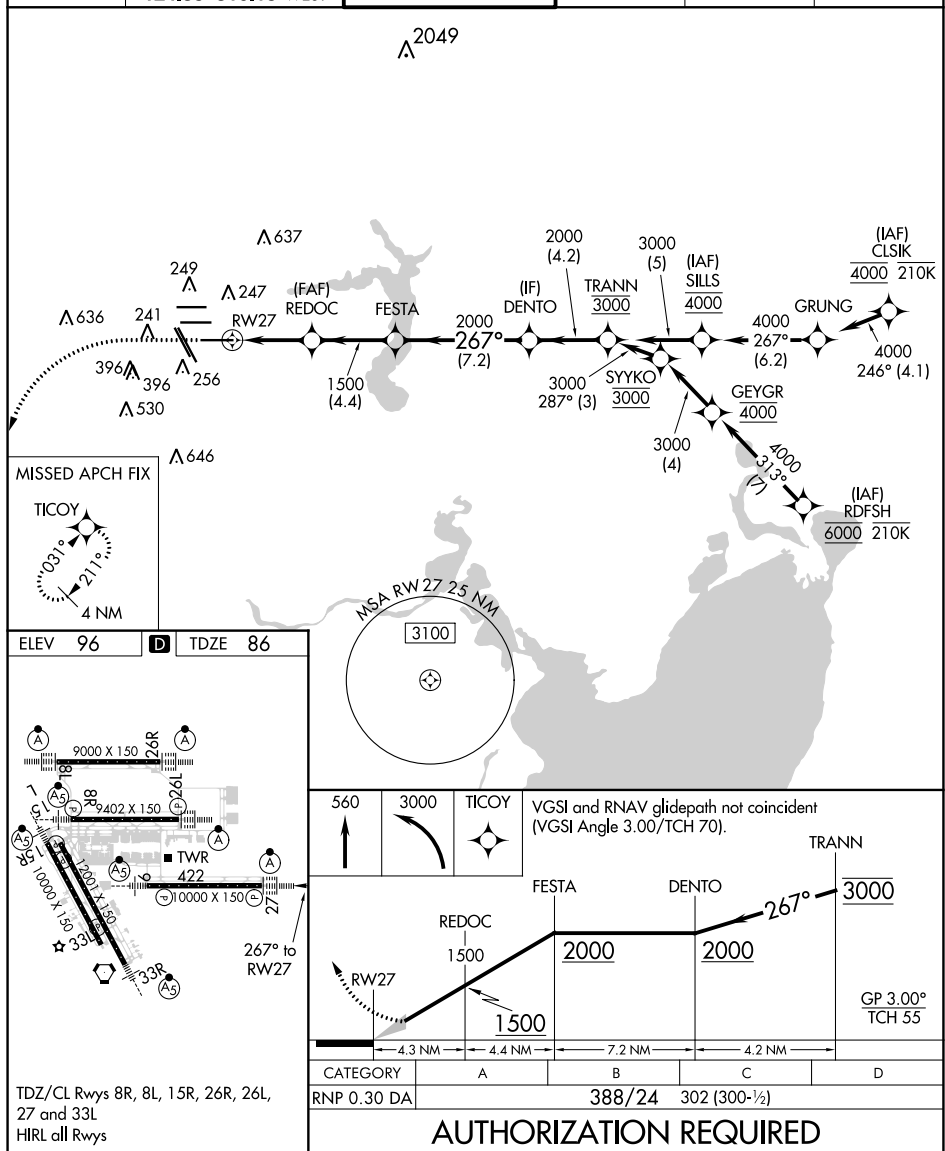 2049
637
249
247
636
241
RW27
396
396
256
530
646
(FAF)
REDOC
FESTA
1500
(4.4)
2000
267°
(7.2)
(IF)
DENTO
2000
(4.2)
TRANN
3000
3000
(5)
(IAF)
SILLS
4000
4000
267°
(6.2)
GRUNG
(IAF)
CLSIK
4000 210K
4000
246° (4.1)
3000
287° (3)
SYYKO
3000
GEYGR
4000
3000
(4)
4000
313°
(7)
(IAF)
RDFSH
6000 210K
MISSED APCH FIX
TICOY
031°
211°
4 NM
MSA RW27 25 NM
3100
ELEV 96 D TDZE 86
A
A
9000 X 150
26R
8L
A5
15L
8R
P
9402 X 150
26L
P
A
A5
15R
P
P
10000 X 150
12001 X 150
A5
TWR
A
9
422
P
10000 X 150
P
27
33L
P
33R
A5
267° to
RW27
TDZ/CL Rwys 8R, 8L, 15R, 26R, 26L,
27 and 33L
HIRL all Rwys
560
3000
TICOY
VGSI and RNAV glidepath not coincident
(VGSI Angle 3.00/TCH 70).
TRANN
FESTA
DENTO
267°
3000
REDOC
1500
2000
2000
RW27
1500
GP 3.00°
TCH 55
4.3 NM
4.4 NM
7.2 NM
4.2 NM
CATEGORY A B C D
RNP 0.30 DA 388/24 302 (300-½)
AUTHORIZATION REQUIRED